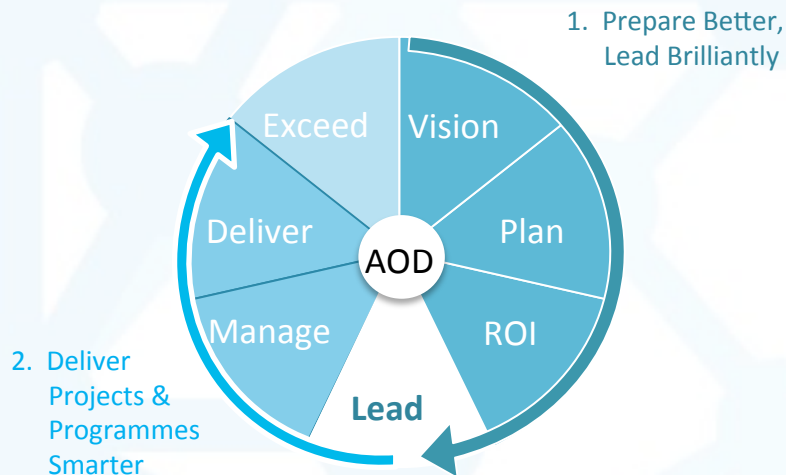 1. Prepare Better,
Lead Brilliantly
Exceed
Vision
Deliver
Plan
AOD
Manage
ROI
Lead
2. Deliver
Projects &
Programmes
Smarter